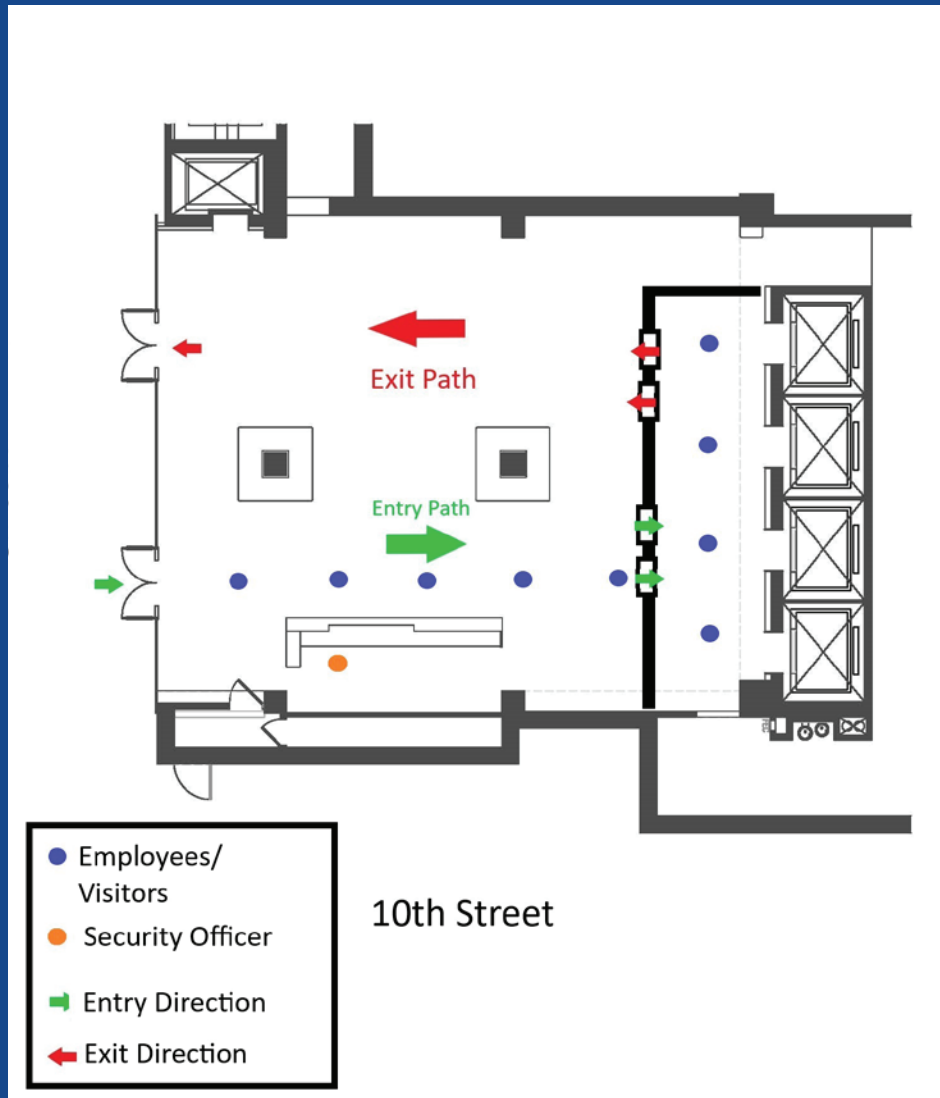 Exit Path
Entry Path
Employees/
Visitors
Security Officer
Entry Direction
Exit Direction
10th Street